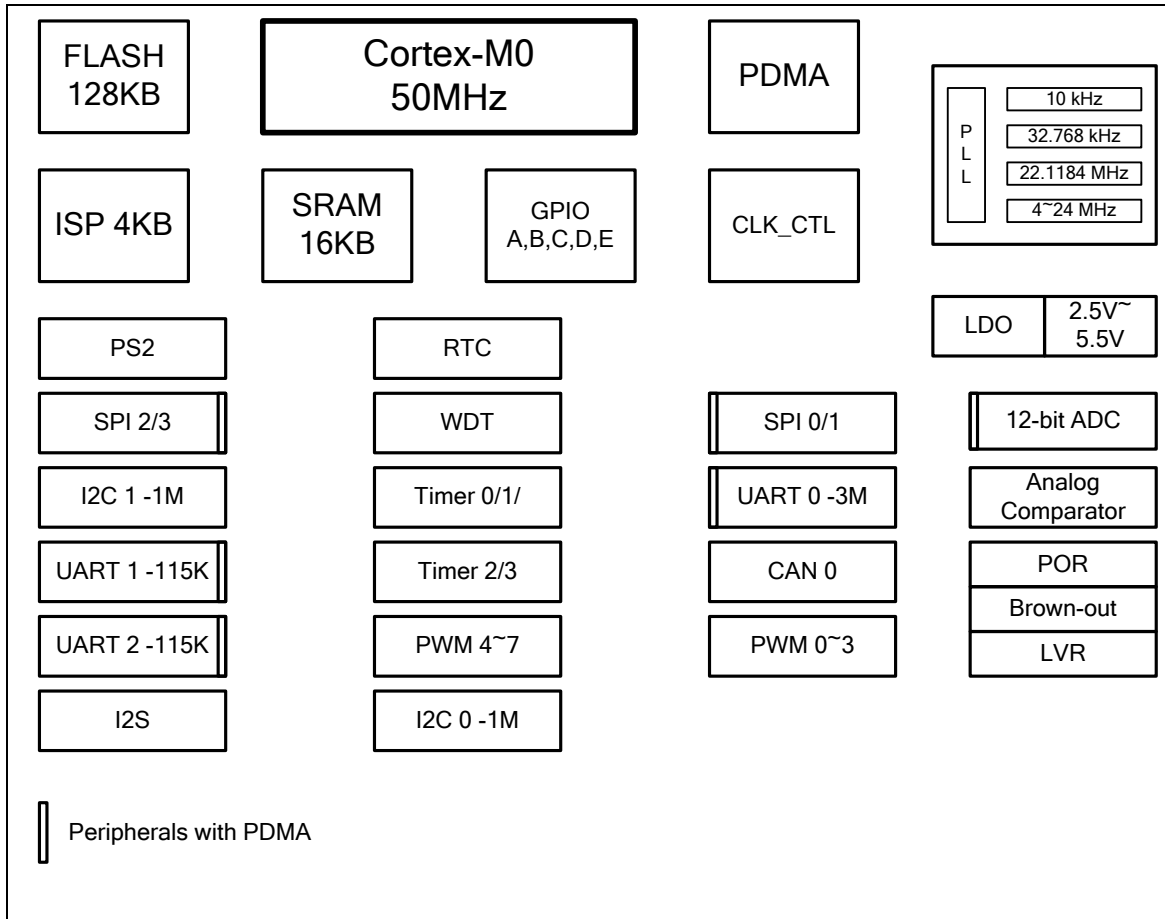 FLASH
128KB
Cortex-M0
50MHz
PDMA
P
L
L
10 kHz
32.768 kHz
22.1184 MHz
4~24 MHz
ISP 4KB
SRAM
16KB
GPIO
A,B,C,D,E
CLK_CTL
LDO
2.5V~
5.5V
PS2
RTC
SPI 2/3
WDT
SPI 0/1
12-bit ADC
I2C 1 -1M
Timer 0/1/
UART 0 -3M
Analog
Comparator
UART 1 -115K
Timer 2/3
CAN 0
POR
Brown-out
UART 2 -115K
PWM 4~7
PWM 0~3
LVR
I2S
I2C 0 -1M
Peripherals with PDMA